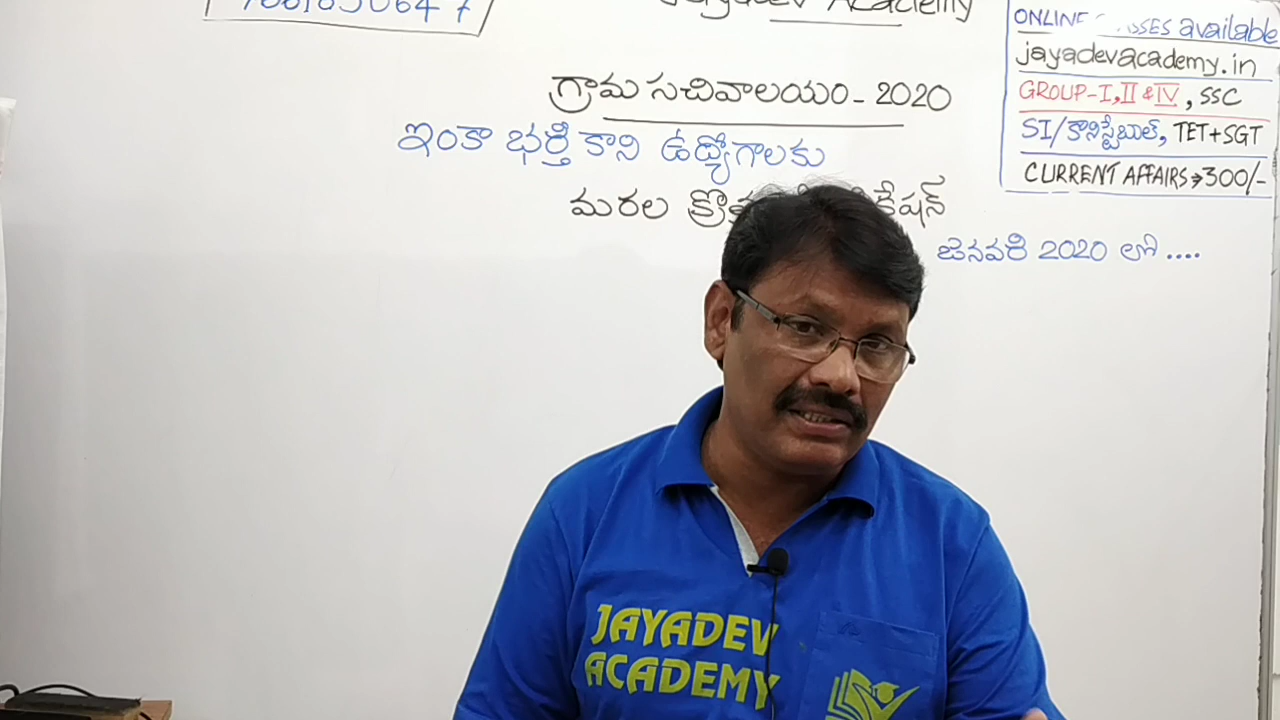 Academy
గ్రామ సచివాలయం - 2020
ఇంకా భర్తీ కాని ఉద్యోగాలకు
మరల
జనవరి 2020 లో ....
ONLINE available
jayadevacademy.in
GROUP-I, II & IV, SSC
SI/కానిస్టేబుల్, TET+SGT
CURRENT AFFAIRS → 300/-
JAYADEV
ACADEMY